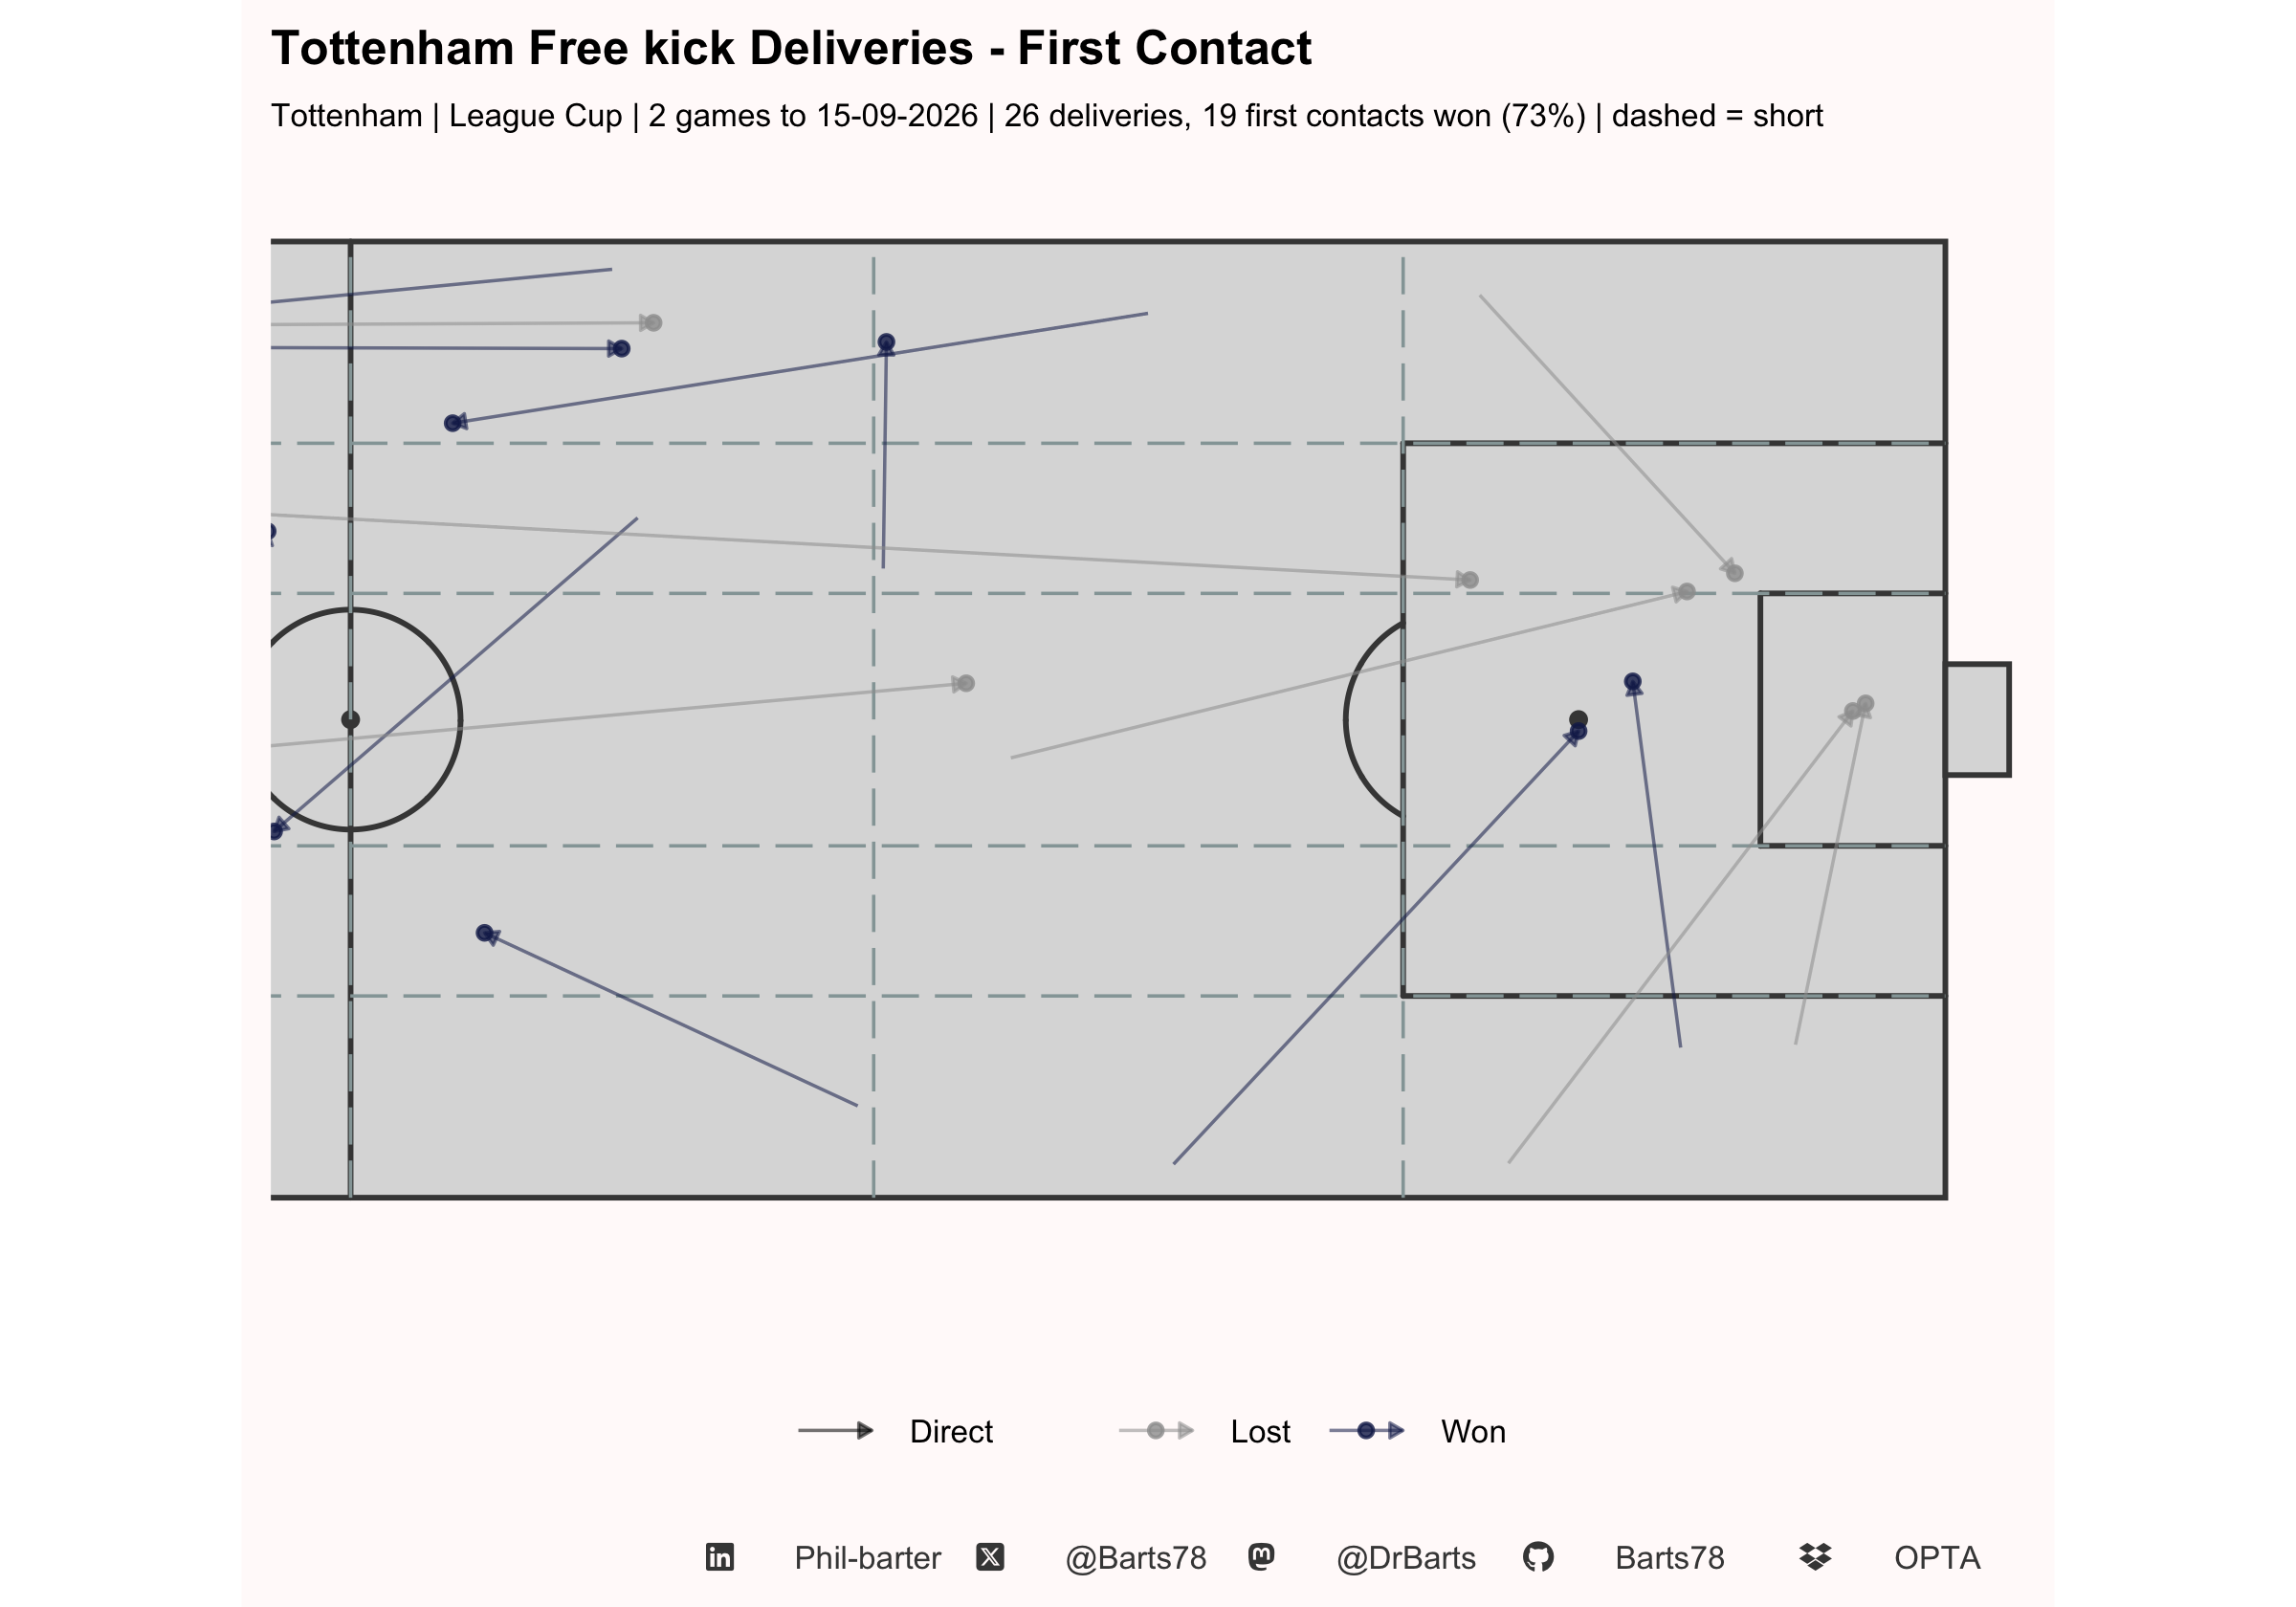 Tottenham Free kick Deliveries - First Contact
Tottenham | League Cup | 2 games to 15-09-2026 | 26 deliveries, 19 first contacts won (73%) | dashed = short
Direct Lost Won
Phil-barter @Barts78 @DrBarts Barts78 OPTA